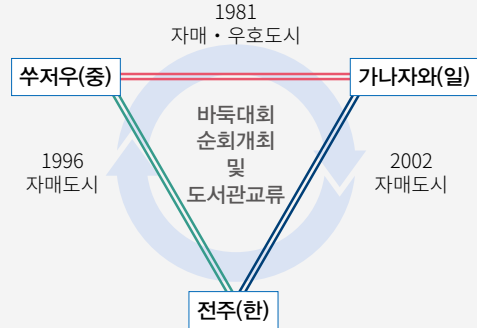 1981
자매・우호도시
쑤저우(중)
가나자와(일)
바둑대회
순회개최
및
도서관교류
1996
자매도시
2002
자매도시
전주(한)